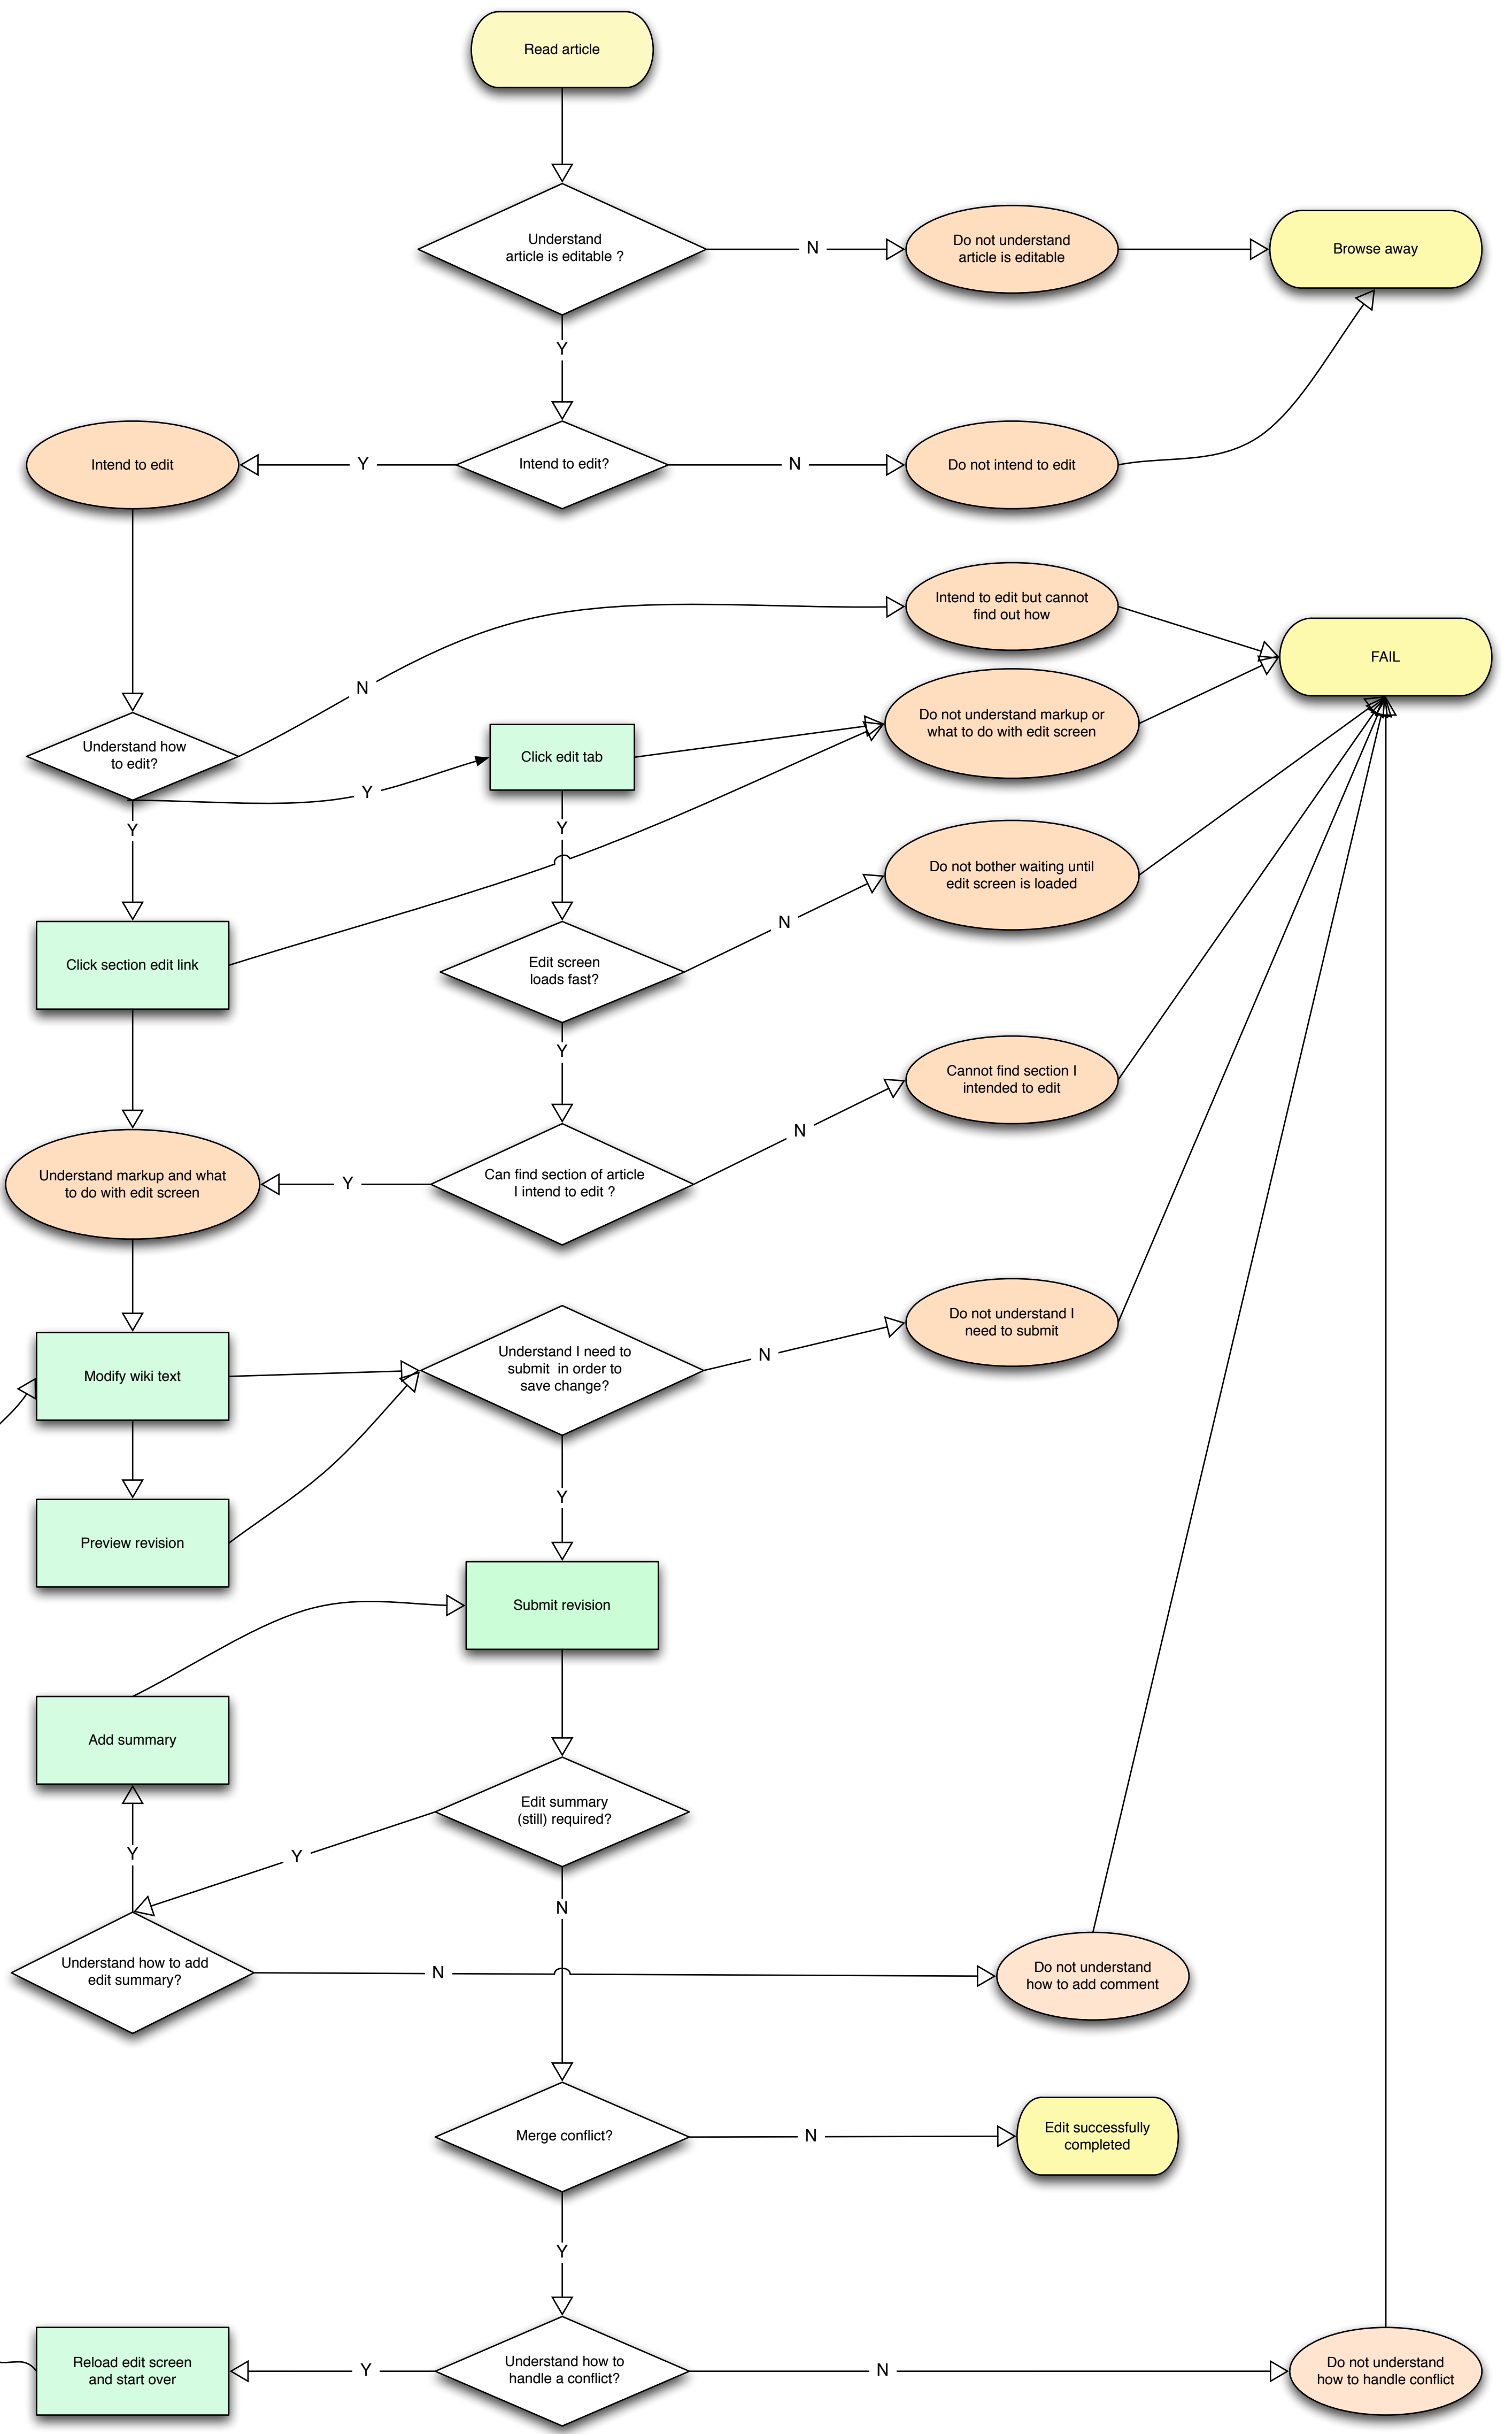 Read article
Understand
article is editable ?
N
Do not understand
article is editable
Browse away
Y
Intend to edit
Y
Intend to edit?
N
Do not intend to edit
Intend to edit but cannot
find out how
FAIL
N
Do not understand markup or
what to do with edit screen
Understand how
to edit?
Click edit tab
Y
Y
Y
Do not bother waiting until
edit screen is loaded
N
Click section edit link
Edit screen
loads fast?
Y
Cannot find section I
intended to edit
N
Understand markup and what
to do with edit screen
Y
Can find section of article
I intend to edit ?
Do not understand I
need to submit
N
Modify wiki text
Understand I need to
submit  in order to
save change?
Y
Preview revision
Submit revision
Add summary
Edit summary
(still) required?
Y
Y
N
Understand how to add
edit summary?
N
Do not understand
how to add comment
Merge conflict?
N
Edit successfully
completed
Y
Reload edit screen
and start over
Y
Understand how to
handle a conflict?
N
Do not understand
how to handle conflict